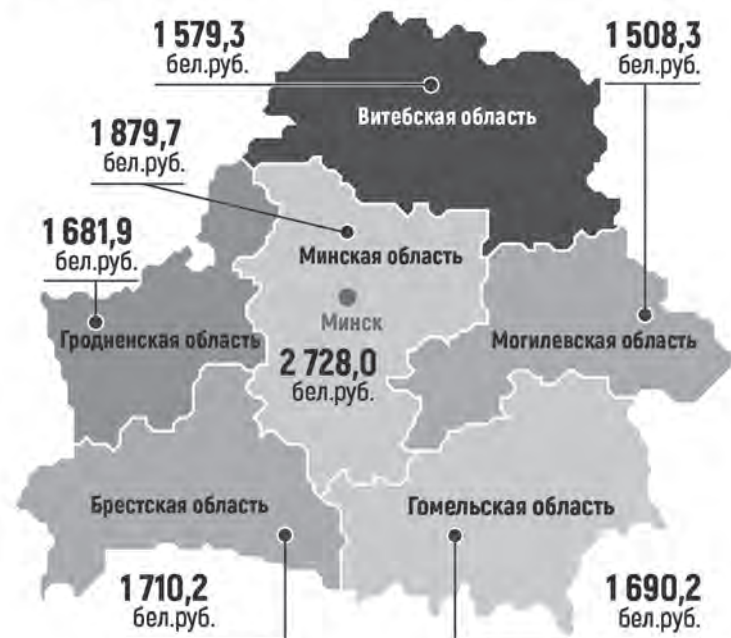 1 579,3
бел.руб.
1 508,3
бел.руб.
Витебская область
1 879,7
бел.руб.
1 681,9
бел.руб.
Минская область
Минск
2 728,0
бел.руб.
Гродненская область
Могилевская область
Брестская область
Гомельская область
1 710,2
бел.руб.
1 690,2
бел.руб.